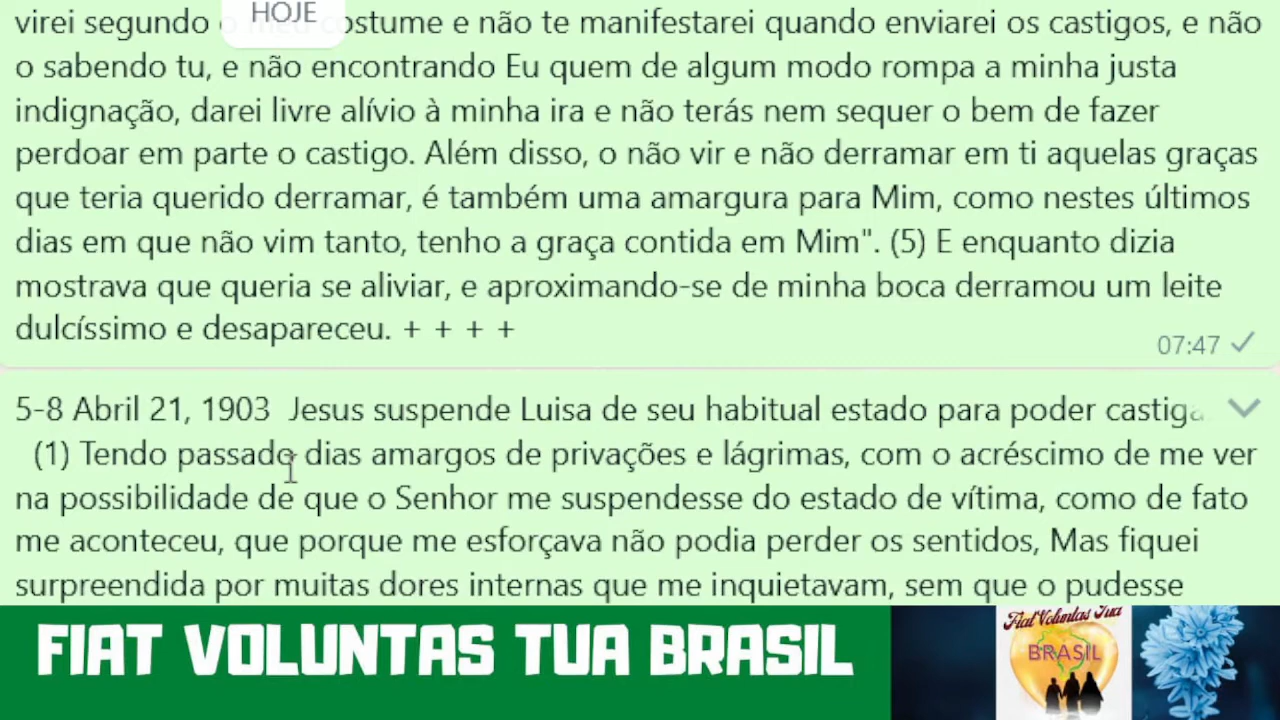 virei segundo o meu costume e não te manifestarei quando enviarei os castigos, e não
HOJE
o sabendo tu, e não encontrando Eu quem de algum modo rompa a minha justa
indignação, darei livre alívio à minha ira e não terás nem sequer o bem de fazer
perdoar em parte o castigo. Além disso, o não vir e não derramar em ti aquelas graças
que teria querido derramar, é também uma amargura para Mim, como nestes últimos
dias em que não vim tanto, tenho a graça contida em Mim". (5) E enquanto dizia
mostrava que queria se aliviar, e aproximando-se de minha boca derramou um leite
dulcíssimo e desapareceu. + + + +
07:47
5-8 Abril 21, 1903 Jesus suspende Luisa de seu habitual estado para poder castiga
(1) Tendo passado dias amargos de privações e lágrimas, com o acréscimo de me ver
na possibilidade de que o Senhor me suspendesse do estado de vítima, como de fato
me aconteceu, que porque me esforçava não podia perder os sentidos, Mas fiquei
surpreendida por muitas dores internas que me inquietavam, sem que o pudesse
FIAT VOLUNTAS TUA BRASIL
Fiat Voluntas Tua
BRASIL